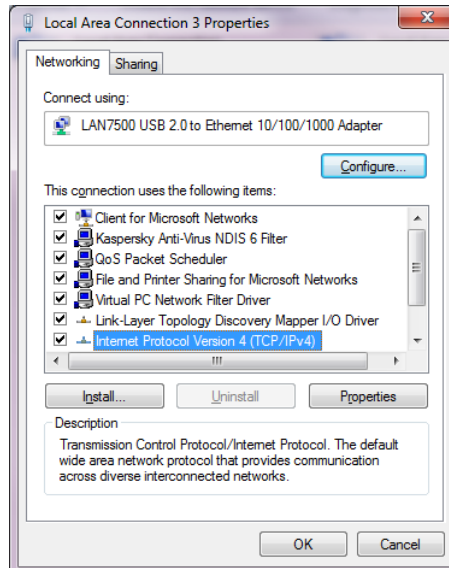 Local Area Connection 3 Properties
Networking
Sharing
Connect using:
LAN7500 USB 2.0 to Ethernet 10/100/1000 Adapter
Configure...
This connection uses the following items:
Client for Microsoft Networks
Kaspersky Anti-Virus NDIS 6 Filter
QoS Packet Scheduler
File and Printer Sharing for Microsoft Networks
Virtual PC Network Filter Driver
Link-Layer Topology Discovery Mapper I/O Driver
Internet Protocol Version 4 (TCP/IPv4)
Install...
Uninstall
Properties
Description
Transmission Control Protocol/Internet Protocol. The default
wide area network protocol that provides communication
across diverse interconnected networks.
OK
Cancel